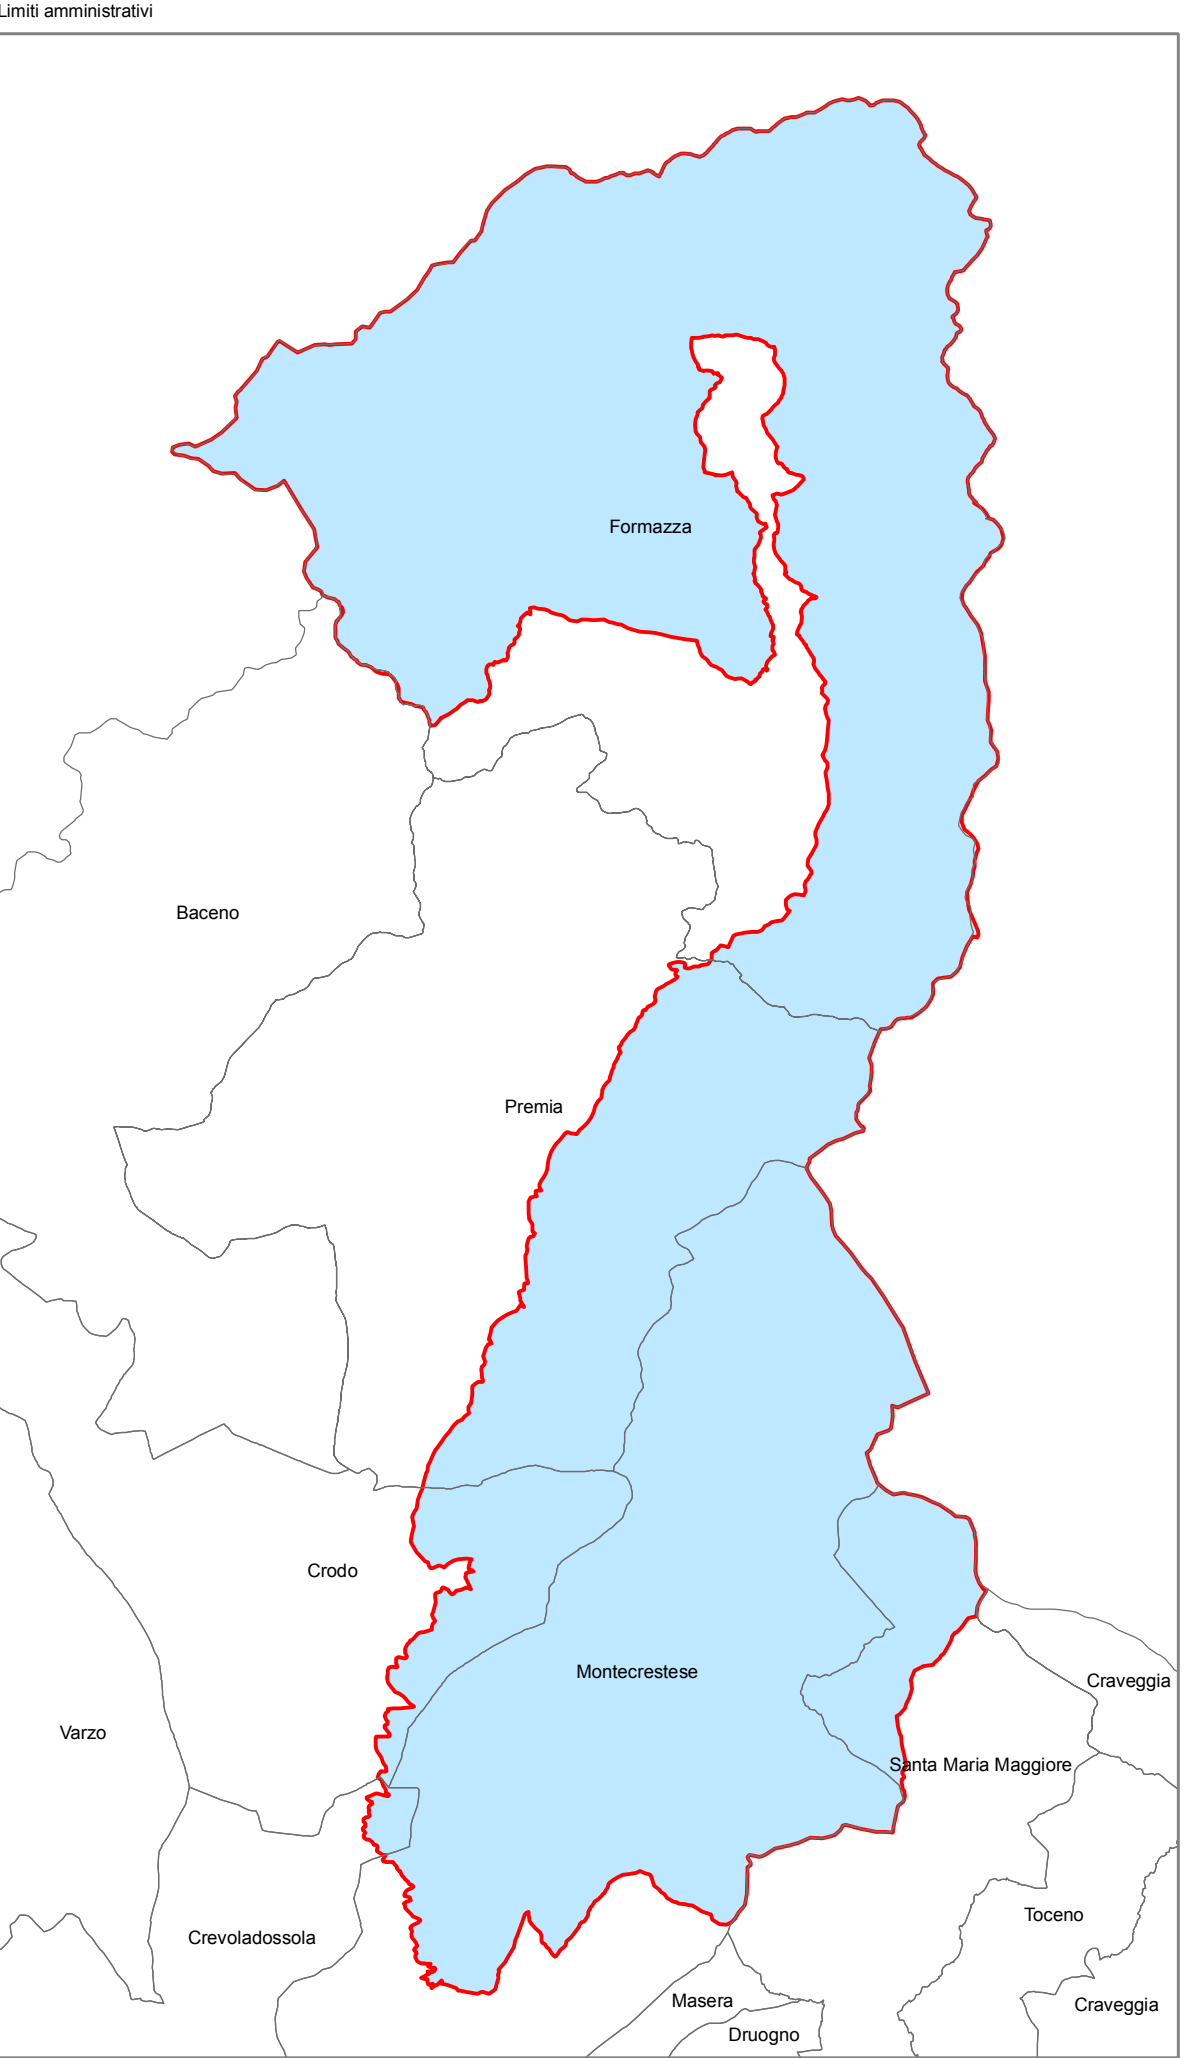 Limiti amministrativi
Formazza
Baceno
Premia
Crodo
Montecrestese
Craveggia
Varzo
Santa Maria Maggiore
Toceno
Crevoladossola
Masera
Craveggia
Druogno